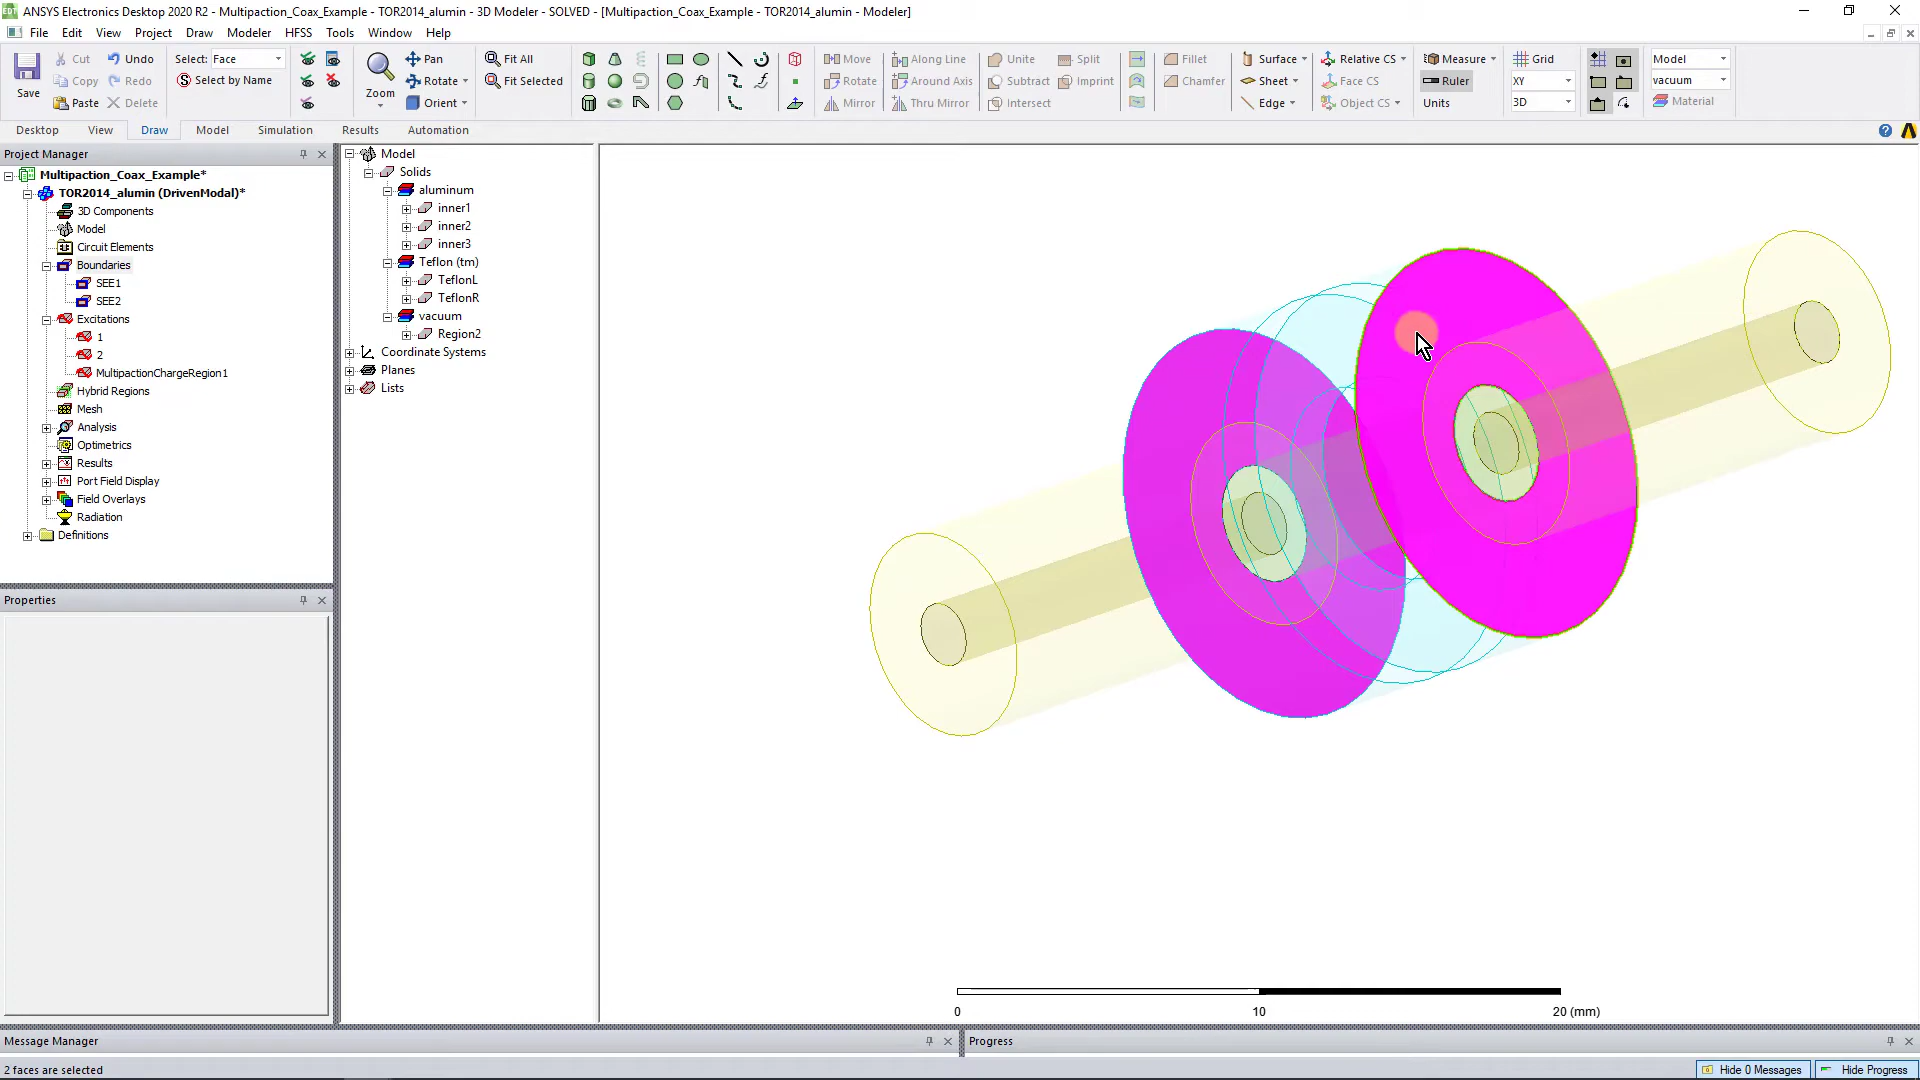 ANSYS Electronics Desktop 2020 R2 - Multipaction_Coax_Example - TOR2014_alumin - 3D Modeler - SOLVED - [Multipaction_Coax_Example - TOR2014_alumin - Modeler]
File Edit View Project Draw Modeler HFSS Tools Window Help
Save
Cut Undo
Copy Redo
Paste Delete
Select: Face
Select by Name
Zoom
Pan
Rotate
Orient
Fit All
Fit Selected
Move Along Line
Rotate Around Axis
Mirror Thru Mirror
Unite Split
Subtract Imprint
Intersect
Fillet
Chamfer
Surface
Sheet
Edge
Relative CS
Face CS
Object CS
Measure
Ruler
Units
Grid
XY
3D
Model
vacuum
Material
Desktop View Draw Model Simulation Results Automation
Project Manager
Multipaction_Coax_Example*
TOR2014_alumin (DrivenModal)*
3D Components
Model
Circuit Elements
Boundaries
SEE1
SEE2
Excitations
1
2
MultipactionChargeRegion1
Hybrid Regions
Mesh
Analysis
Optimetrics
Results
Port Field Display
Field Overlays
Radiation
Definitions
Properties
Model
Solids
aluminum
inner1
inner2
inner3
Teflon (tm)
TeflonL
TeflonR
vacuum
Region2
Coordinate Systems
Planes
Lists
0 10 20 (mm)
Message Manager
Progress
2 faces are selected
Hide 0 Messages
Hide Progress